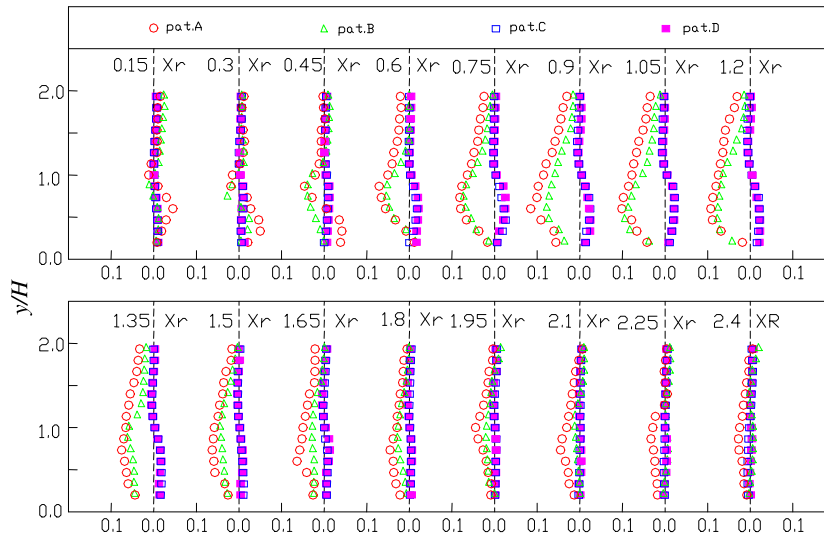 pat.A pat.B pat.C pat.D
0.15 Xr 0.3 Xr 0.45 Xr 0.6 Xr 0.75 Xr 0.9 Xr 1.05 Xr 1.2 Xr
2.0
1.0
0.0
0.1 0.0 0.1 0.0 0.1 0.0 0.1 0.0 0.1 0.0 0.1 0.0 0.1 0.0 0.1 0.0 0.1
y/H
1.35 Xr 1.5 Xr 1.65 Xr 1.8 Xr 1.95 Xr 2.1 Xr 2.25 Xr 2.4 XR
2.0
1.0
0.0
0.1 0.0 0.1 0.0 0.1 0.0 0.1 0.0 0.1 0.0 0.1 0.0 0.1 0.0 0.1 0.0 0.1